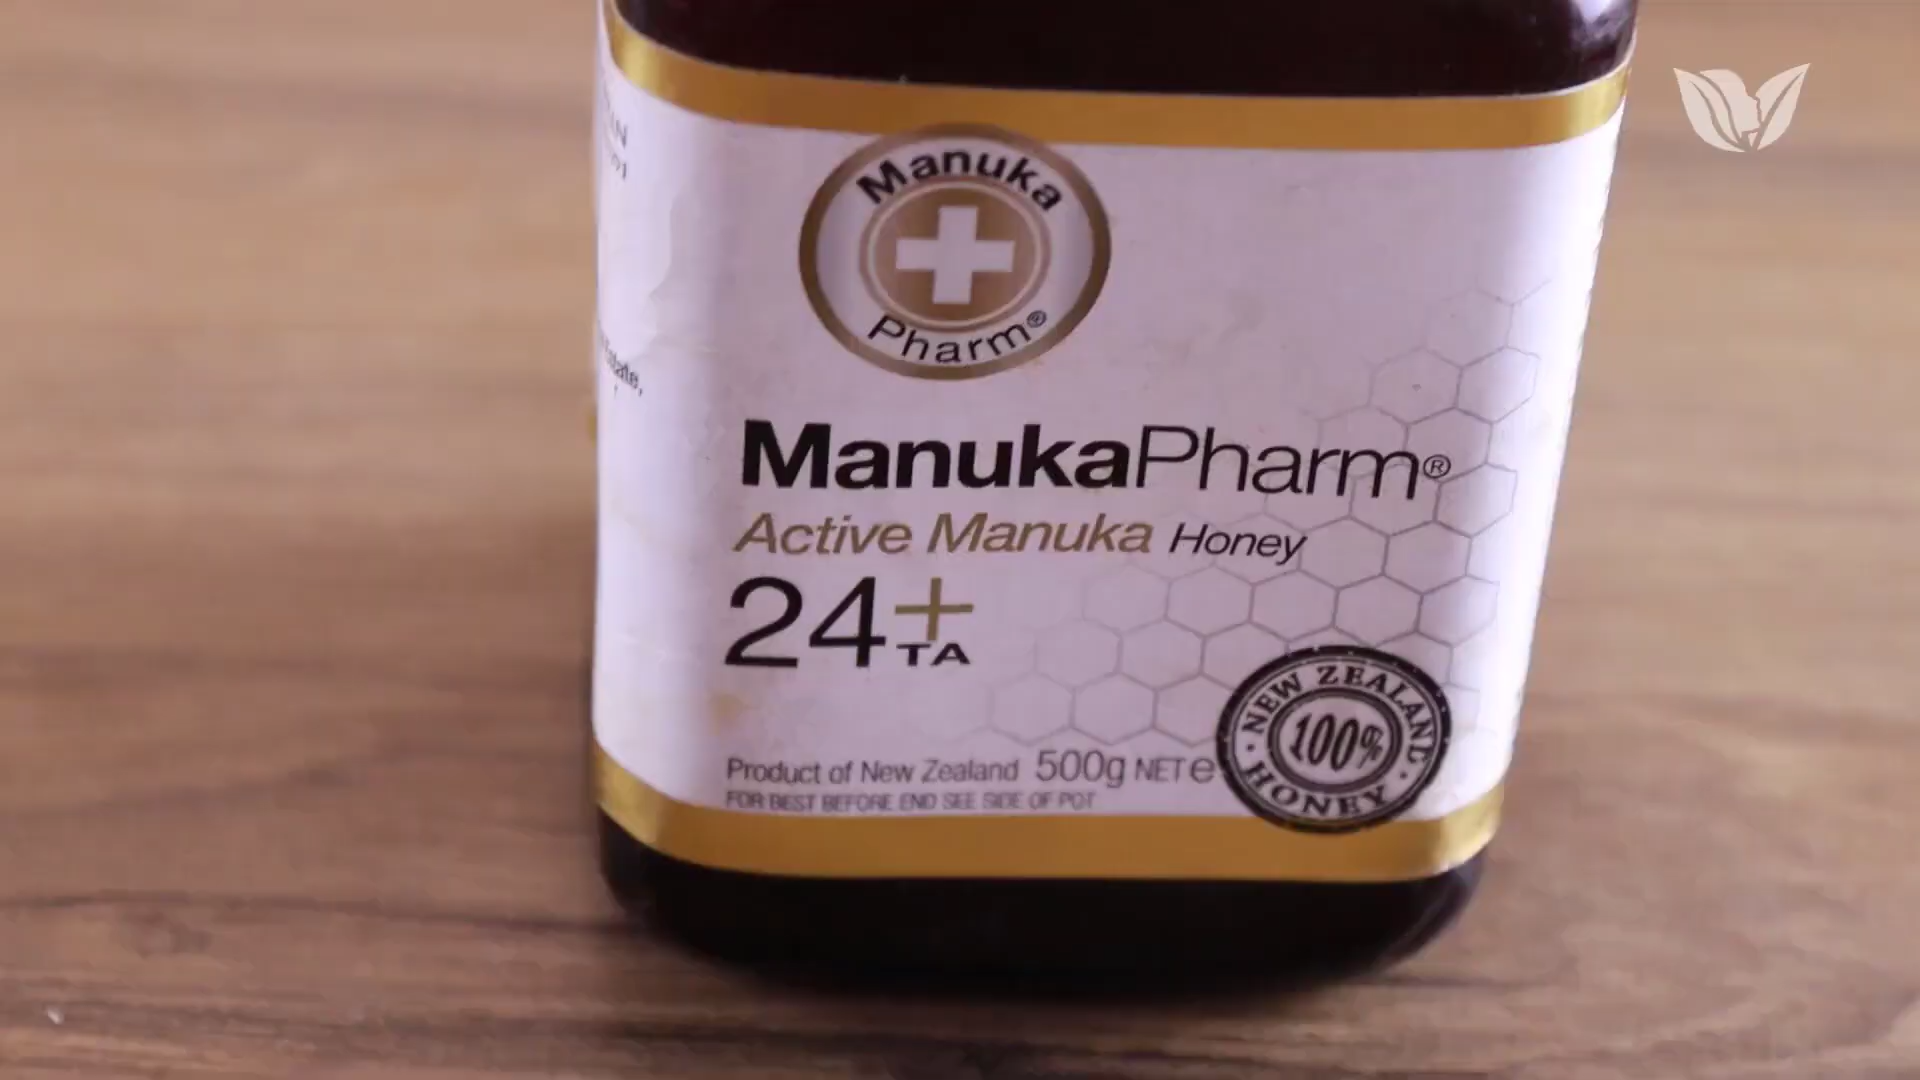 Manuka
Pharm®
ManukaPharm®
Active Manuka Honey
24+
TA
Product of New Zealand 500g NET e
FOR BEST BEFORE END SEE SIDE OF POT
NEW ZEALAND
100%
HONEY